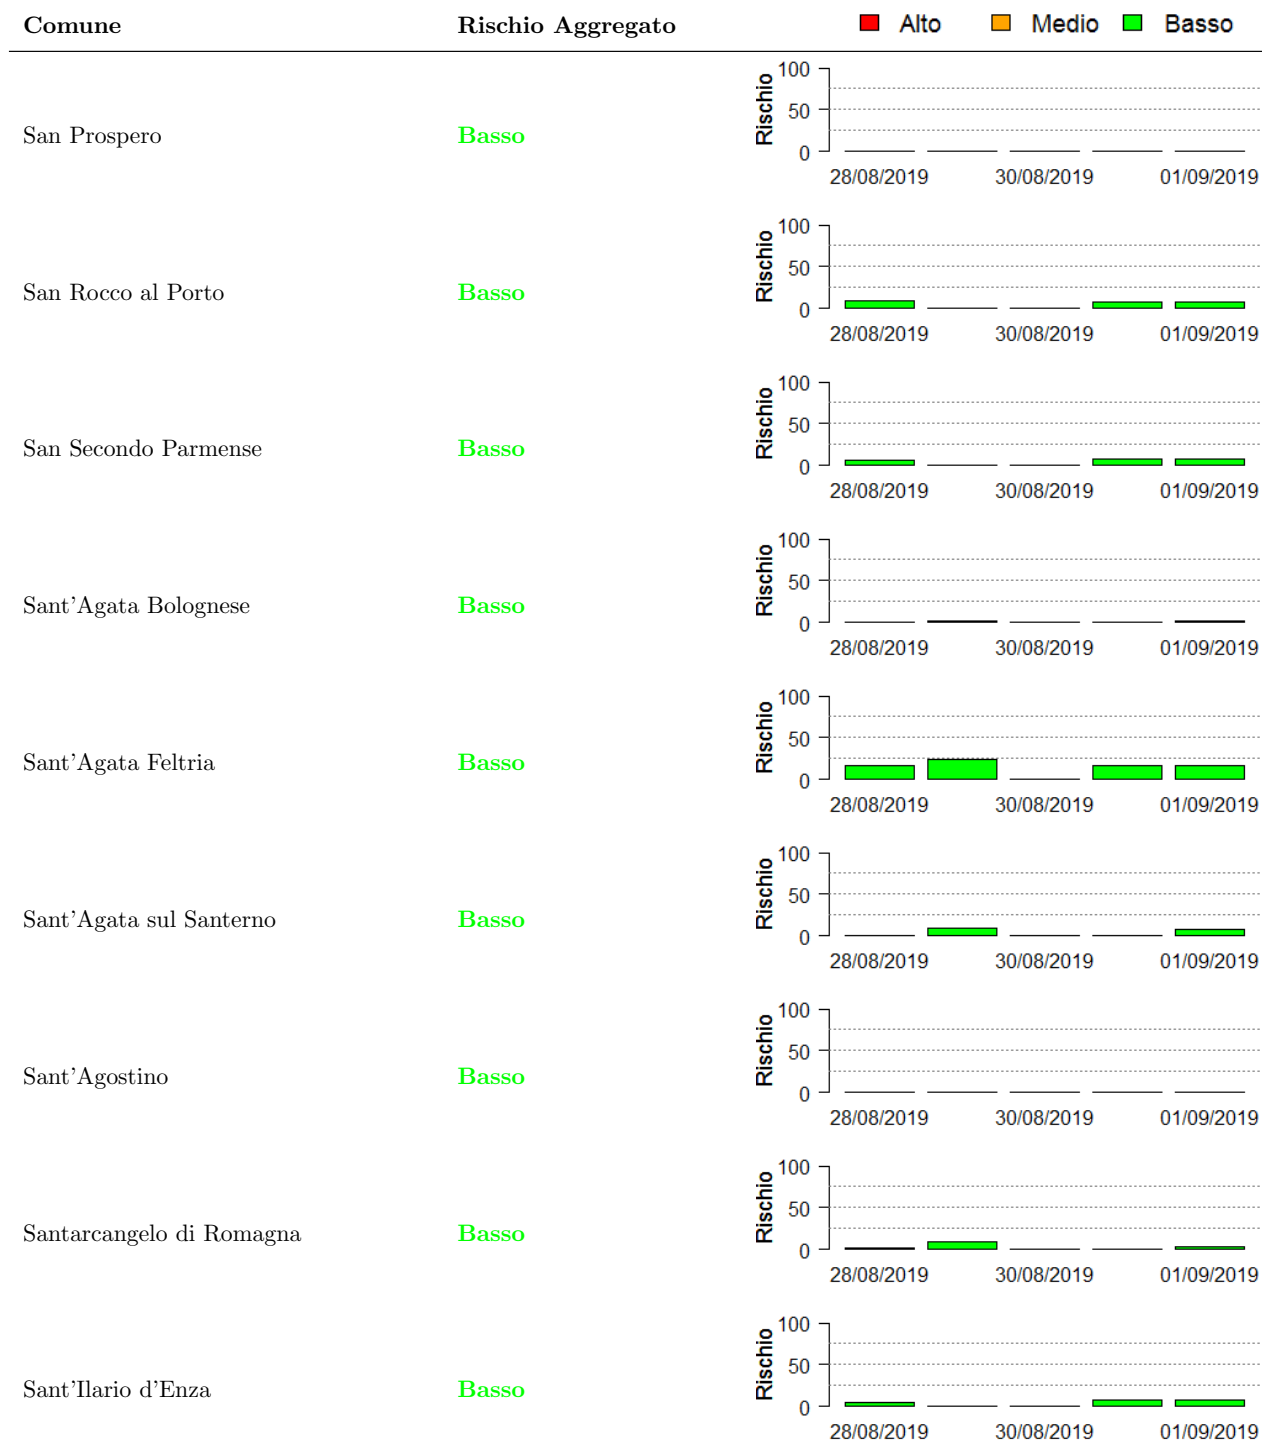 Comune Rischio Aggregato Alto Medio Basso
San Prospero Basso
Rischio
100
50
0
28/08/2019 30/08/2019 01/09/2019
San Rocco al Porto Basso
Rischio
100
50
0
28/08/2019 30/08/2019 01/09/2019
San Secondo Parmense Basso
Rischio
100
50
0
28/08/2019 30/08/2019 01/09/2019
Sant'Agata Bolognese Basso
Rischio
100
50
0
28/08/2019 30/08/2019 01/09/2019
Sant'Agata Feltria Basso
Rischio
100
50
0
28/08/2019 30/08/2019 01/09/2019
Sant'Agata sul Santerno Basso
Rischio
100
50
0
28/08/2019 30/08/2019 01/09/2019
Sant'Agostino Basso
Rischio
100
50
0
28/08/2019 30/08/2019 01/09/2019
Santarcangelo di Romagna Basso
Rischio
100
50
0
28/08/2019 30/08/2019 01/09/2019
Sant'Ilario d'Enza Basso
Rischio
100
50
0
28/08/2019 30/08/2019 01/09/2019